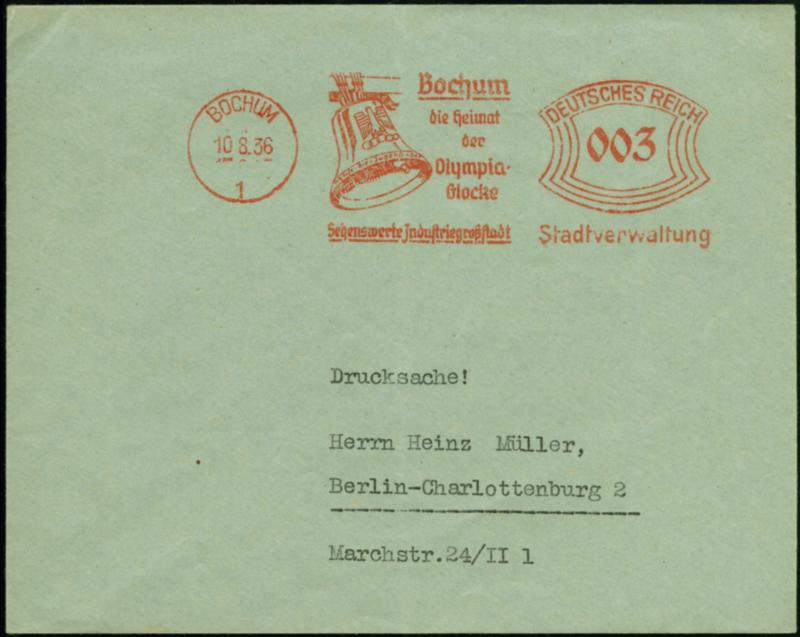 BOCHUM
10.8.36
1
Bochum
die Heimat
der
Olympia-
Glocke
Sehenswerte Industriegroßstadt
DEUTSCHES REICH
003
Stadtverwaltung
Drucksache!
Herrn Heinz Müller,
Berlin-Charlottenburg 2
Marchstr.24/II l